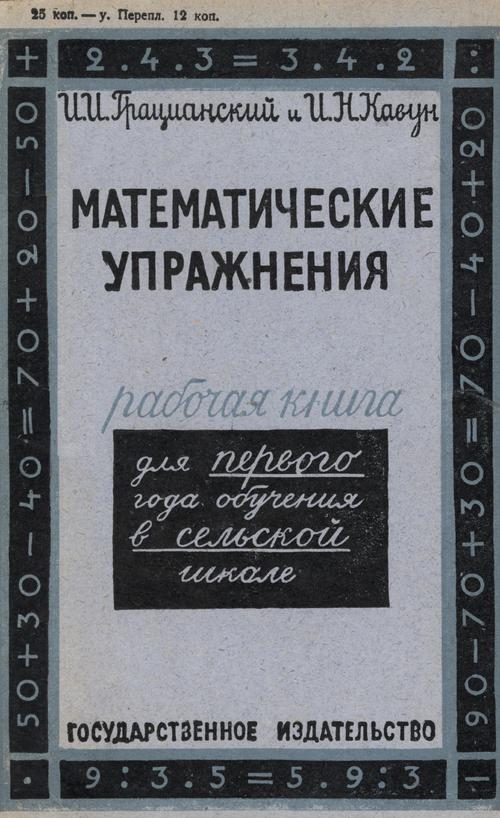 25 коп. — у. Перепл. 12 коп.
+ 2.4.3=3.4.2 :
И.И.Грацианский и И.Н.Кавун
МАТЕМАТИЧЕСКИЕ
УПРАЖНЕНИЯ
рабочая книга
для первого
года обучения
в сельской
школе
ГОСУДАРСТВЕННОЕ ИЗДАТЕЛЬСТВО
50+30−40=70+20−50
90−70+30=70−40+20
. 9:3.5=5.9:3 −